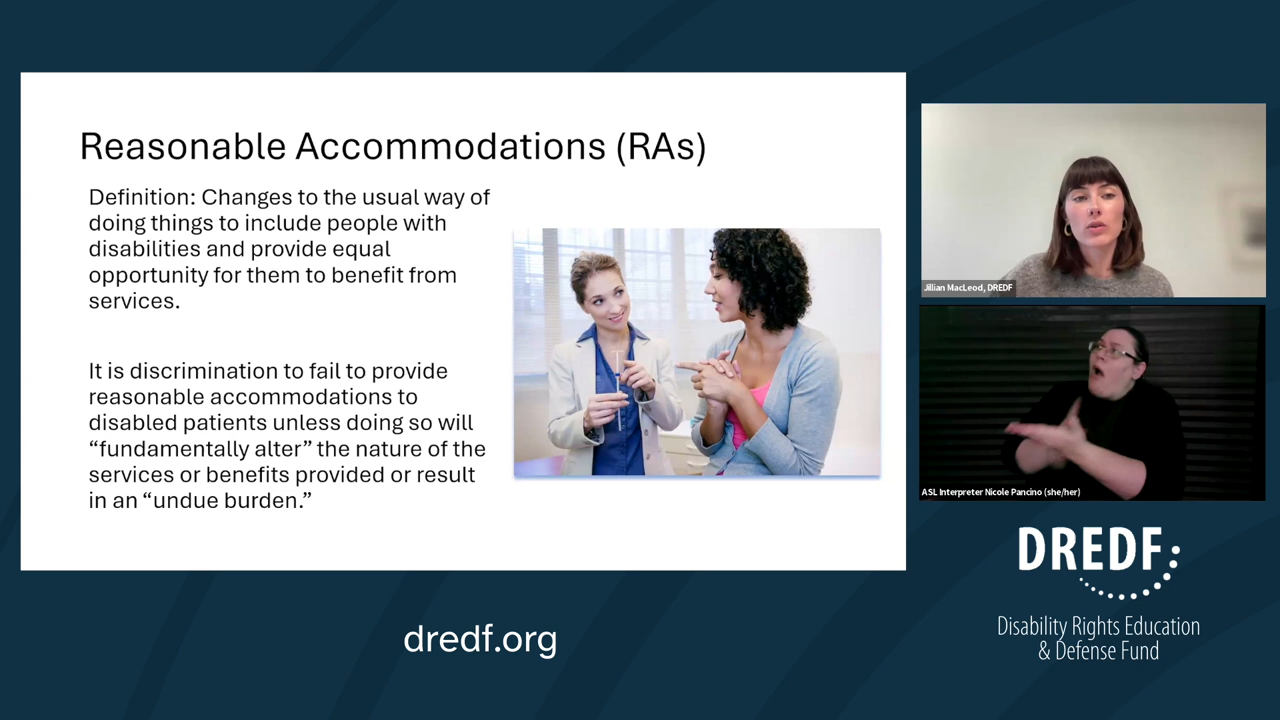 Reasonable Accommodations (RAs)
Definition: Changes to the usual way of
doing things to include people with
disabilities and provide equal
opportunity for them to benefit from
services.
It is discrimination to fail to provide
reasonable accommodations to
disabled patients unless doing so will
“fundamentally alter” the nature of the
services or benefits provided or result
in an “undue burden.”
Jillian MacLeod, DREDF
ASL Interpreter Nicole Pancino (she/her)
DREDF
Disability Rights Education
& Defense Fund
dredf.org